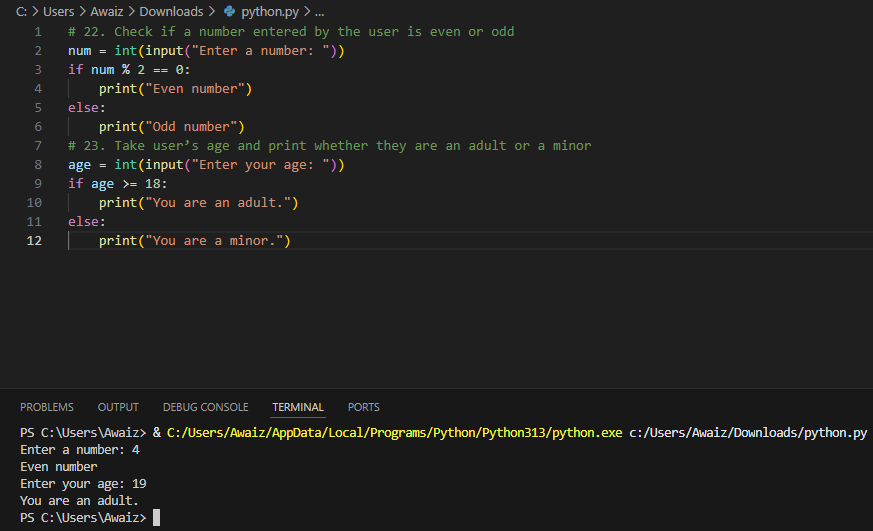 C: > Users > Awaiz > Downloads > python.py > ...
1 # 22. Check if a number entered by the user is even or odd
2 num = int(input("Enter a number: "))
3 if num % 2 == 0:
4     print("Even number")
5 else:
6     print("Odd number")
7 # 23. Take user’s age and print whether they are an adult or a minor
8 age = int(input("Enter your age: "))
9 if age >= 18:
10     print("You are an adult.")
11 else:
12     print("You are a minor.")
PROBLEMS OUTPUT DEBUG CONSOLE TERMINAL PORTS
PS C:\Users\Awaiz> & C:/Users/Awaiz/AppData/Local/Programs/Python/Python313/python.exe c:/Users/Awaiz/Downloads/python.py
Enter a number: 4
Even number
Enter your age: 19
You are an adult.
PS C:\Users\Awaiz>